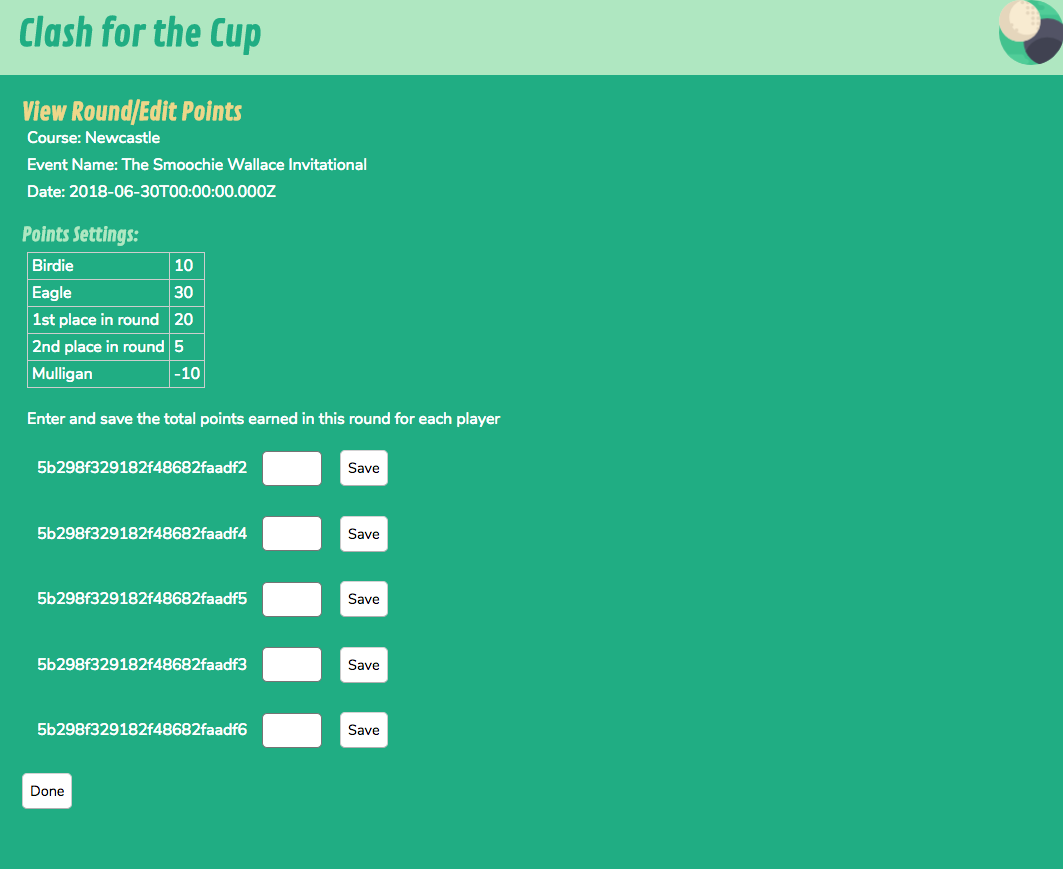 Clash for the Cup
View Round/Edit Points
Course: Newcastle
Event Name: The Smoochie Wallace Invitational
Date: 2018-06-30T00:00:00.000Z
Points Settings:
Birdie 10
Eagle 30
1st place in round 20
2nd place in round 5
Mulligan -10
Enter and save the total points earned in this round for each player
5b298f329182f48682faadf2 Save
5b298f329182f48682faadf4 Save
5b298f329182f48682faadf5 Save
5b298f329182f48682faadf3 Save
5b298f329182f48682faadf6 Save
Done